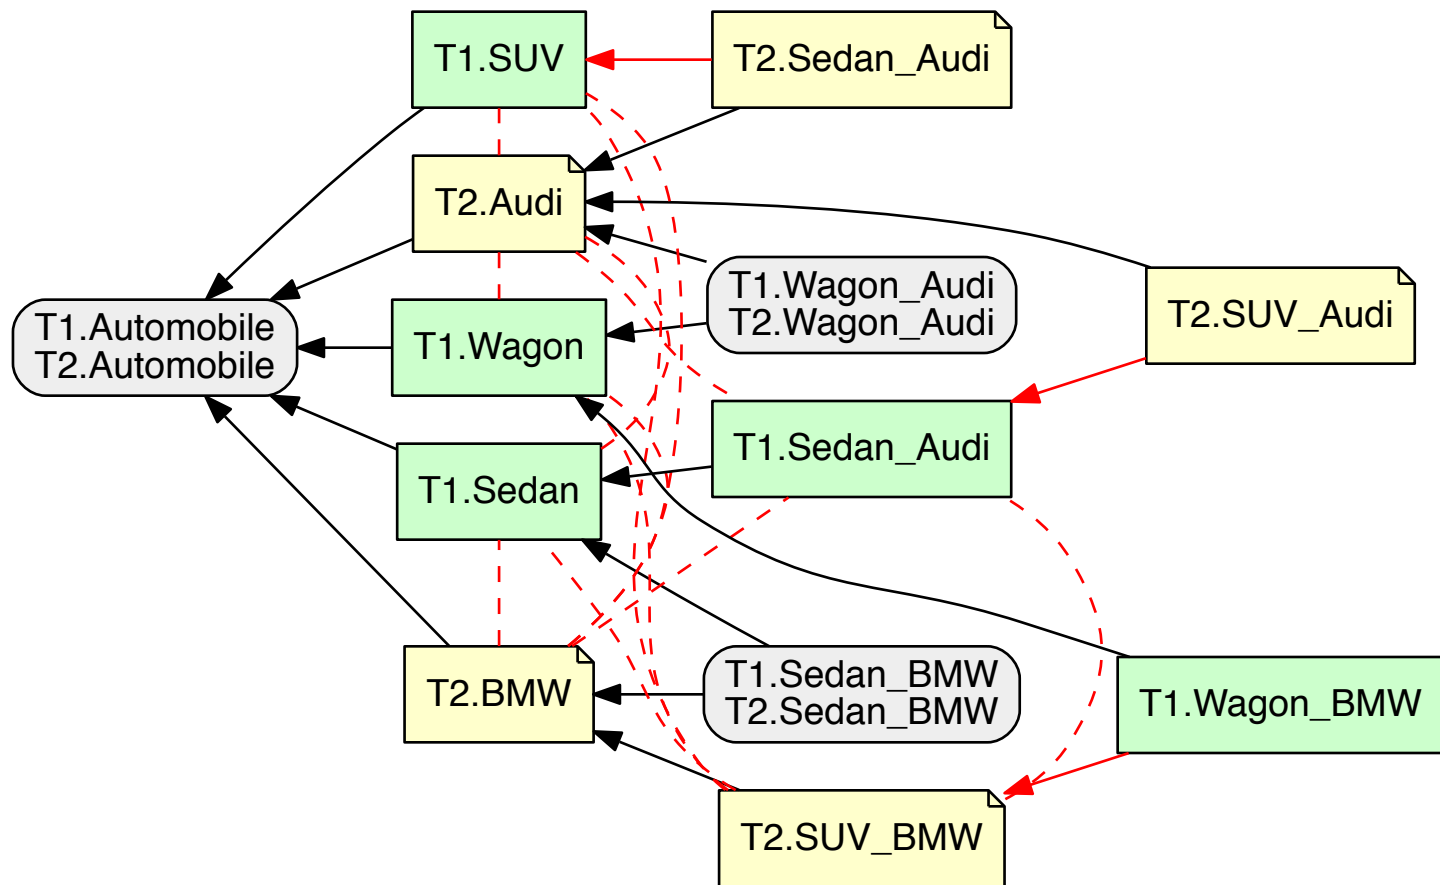 T1.SUV
T2.Sedan_Audi
T2.Audi
T1.Wagon_Audi
T2.Wagon_Audi
T2.SUV_Audi
T1.Automobile
T2.Automobile
T1.Wagon
T1.Sedan_Audi
T1.Sedan
T2.BMW
T1.Sedan_BMW
T2.Sedan_BMW
T1.Wagon_BMW
T2.SUV_BMW